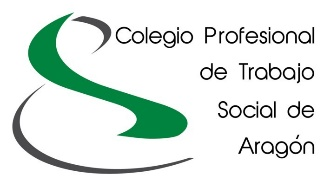 Colegio Profesional
de Trabajo
Social de
Aragón